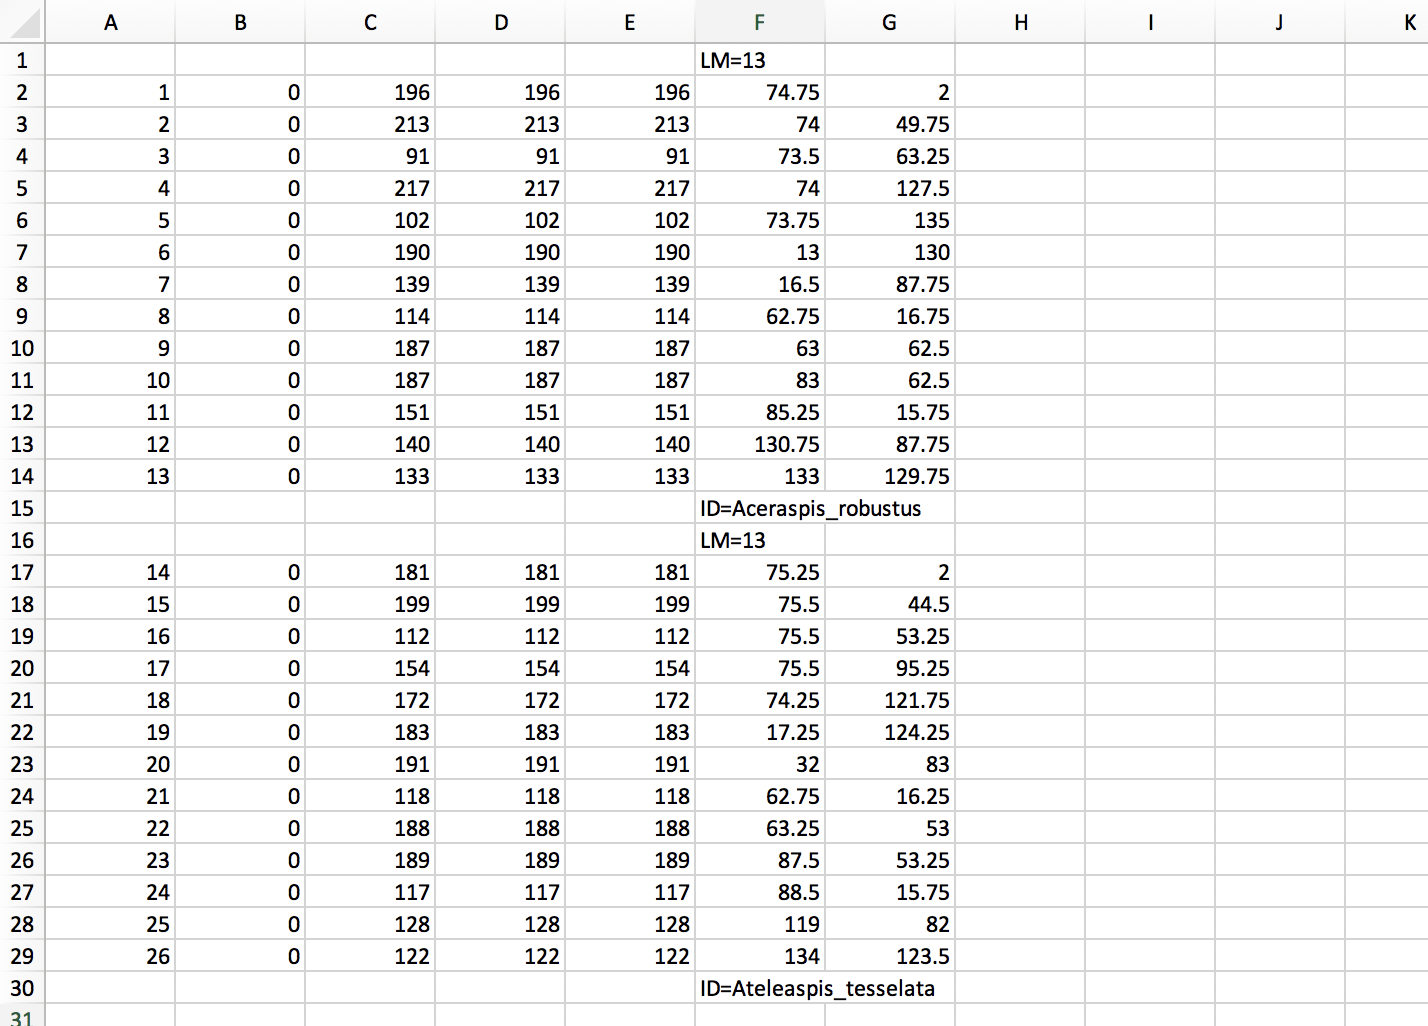 A B C D E F G H I J K
1 LM=13
2 1 0 196 196 196 74.75 2
3 2 0 213 213 213 74 49.75
4 3 0 91 91 91 73.5 63.25
5 4 0 217 217 217 74 127.5
6 5 0 102 102 102 73.75 135
7 6 0 190 190 190 13 130
8 7 0 139 139 139 16.5 87.75
9 8 0 114 114 114 62.75 16.75
10 9 0 187 187 187 63 62.5
11 10 0 187 187 187 83 62.5
12 11 0 151 151 151 85.25 15.75
13 12 0 140 140 140 130.75 87.75
14 13 0 133 133 133 133 129.75
15 ID=Aceraspis_robustus
16 LM=13
17 14 0 181 181 181 75.25 2
18 15 0 199 199 199 75.5 44.5
19 16 0 112 112 112 75.5 53.25
20 17 0 154 154 154 75.5 95.25
21 18 0 172 172 172 74.25 121.75
22 19 0 183 183 183 17.25 124.25
23 20 0 191 191 191 32 83
24 21 0 118 118 118 62.75 16.25
25 22 0 188 188 188 63.25 53
26 23 0 189 189 189 87.5 53.25
27 24 0 117 117 117 88.5 15.75
28 25 0 128 128 128 119 82
29 26 0 122 122 122 134 123.5
30 ID=Ateleaspis_tesselata
31